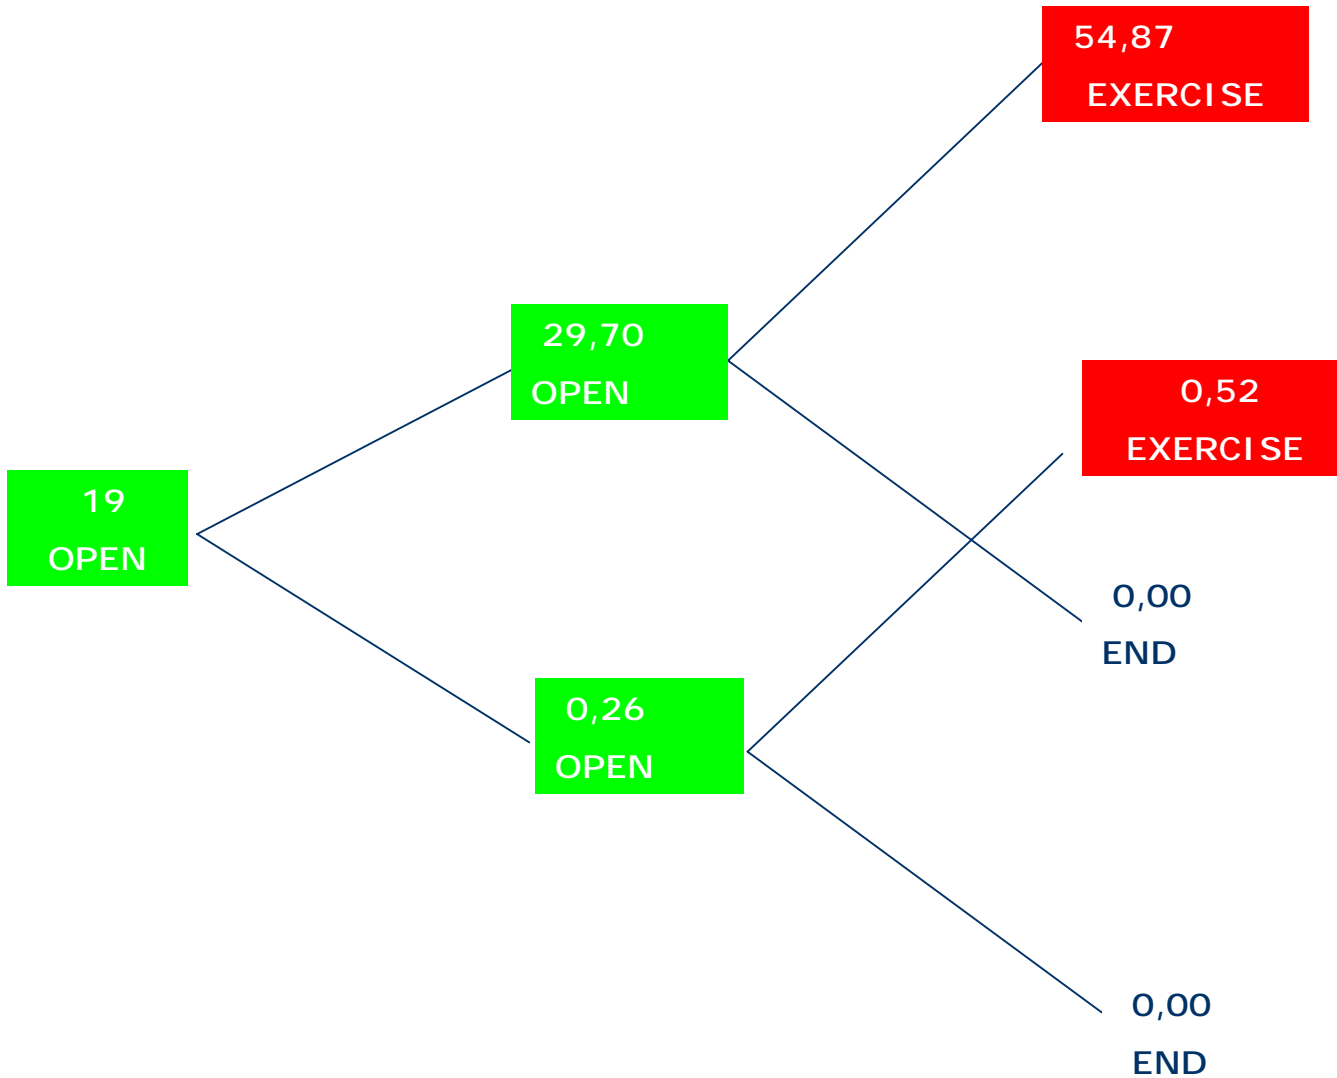 54,87
EXERCISE
29,70
OPEN
0,52
EXERCISE
19
OPEN
0,00
END
0,26
OPEN
0,00
END